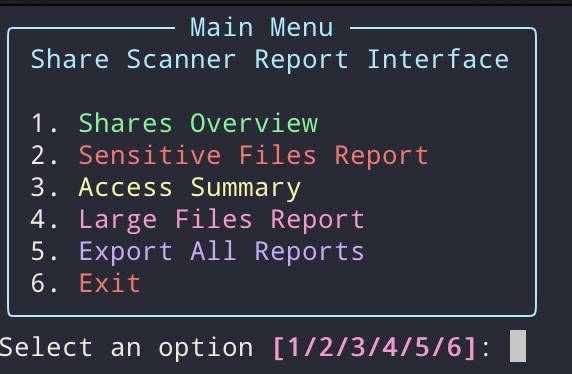 Main Menu
Share Scanner Report Interface
1. Shares Overview
2. Sensitive Files Report
3. Access Summary
4. Large Files Report
5. Export All Reports
6. Exit
Select an option [1/2/3/4/5/6]: